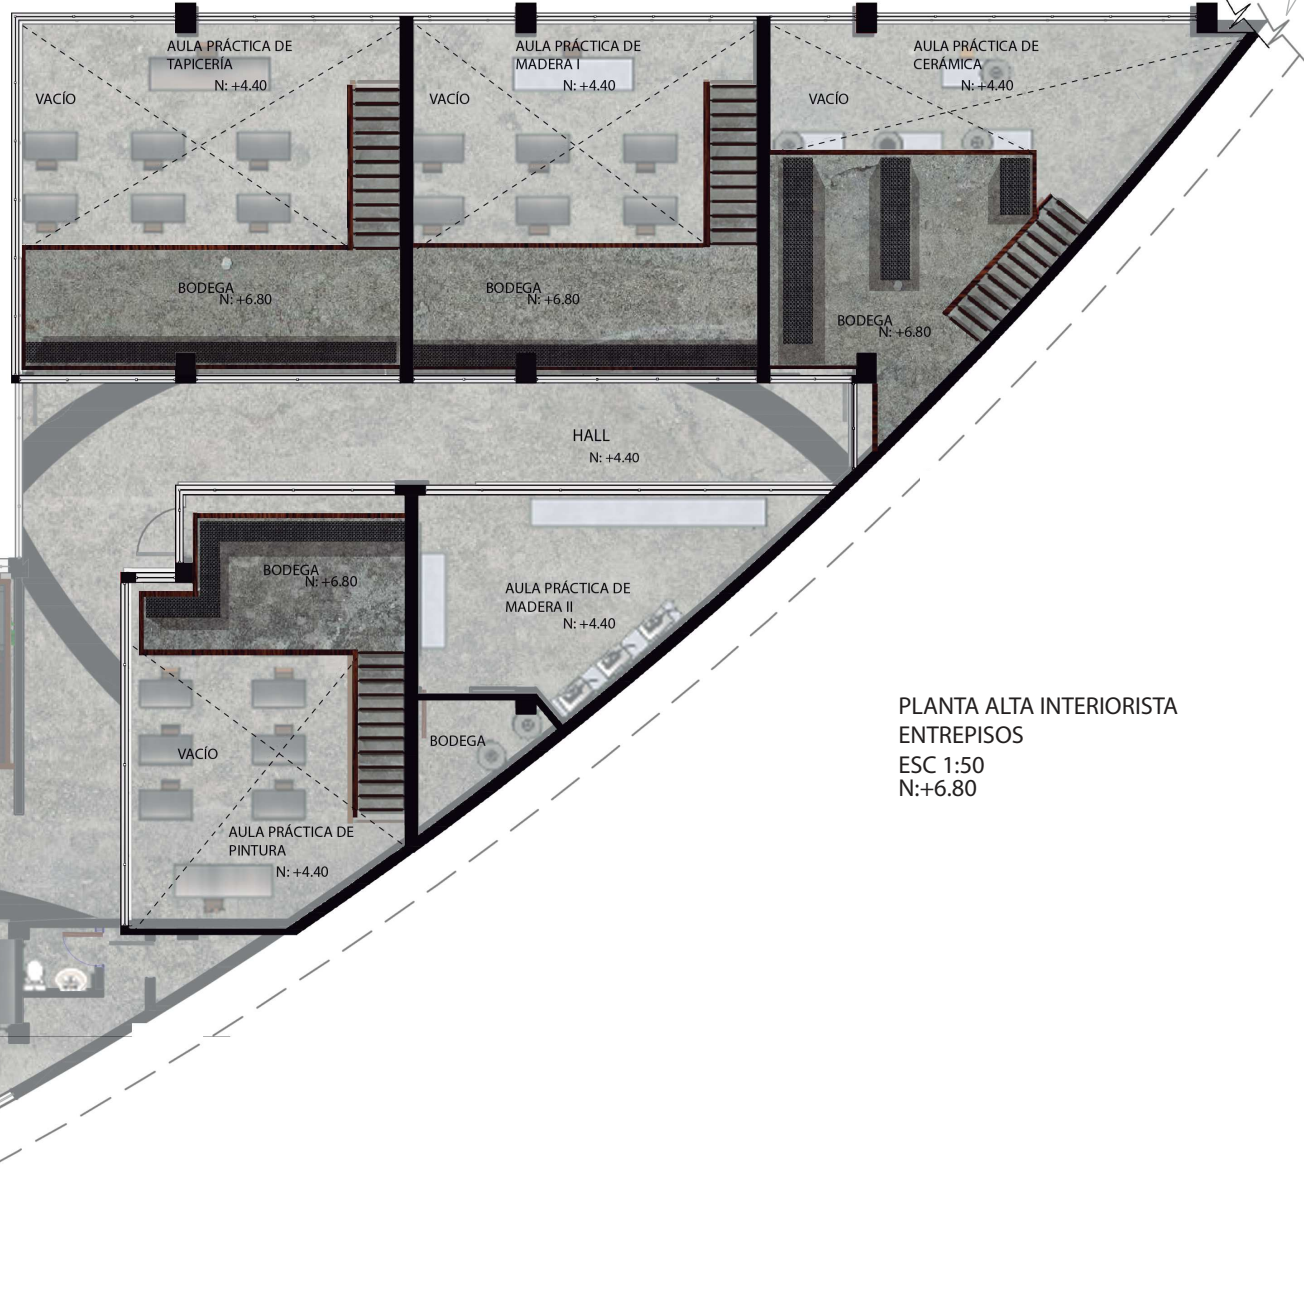 AULA PRÁCTICA DE
TAPICERÍA
N: +4.40
VACÍO
AULA PRÁCTICA DE
MADERA I
N: +4.40
VACÍO
AULA PRÁCTICA DE
CERÁMICA
N: +4.40
VACÍO
BODEGA
N: +6.80
BODEGA
N: +6.80
BODEGA
N: +6.80
HALL
N: +4.40
BODEGA
N: +6.80
AULA PRÁCTICA DE
MADERA II
N: +4.40
BODEGA
VACÍO
AULA PRÁCTICA DE
PINTURA
N: +4.40
PLANTA ALTA INTERIORISTA
ENTREPISOS
ESC 1:50
N:+6.80